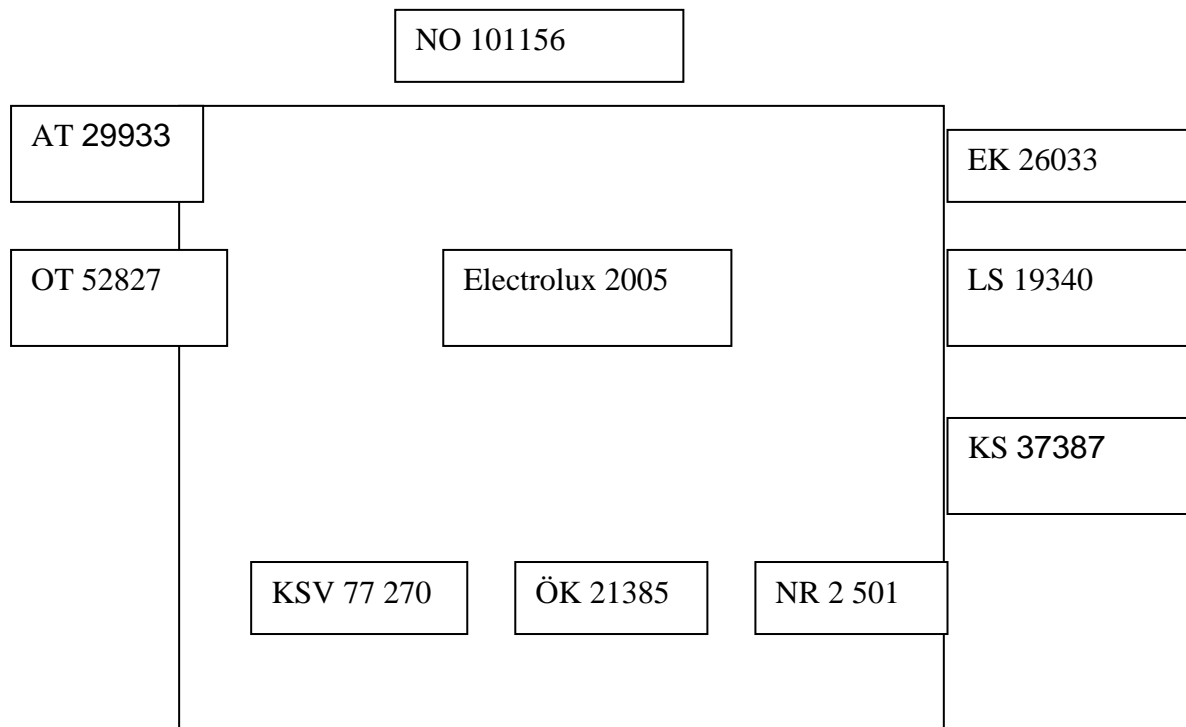 NO 101156
AT 29933
EK 26033
OT 52827
Electrolux 2005
LS 19340
KS 37387
KSV 77 270
ÖK 21385
NR 2 501